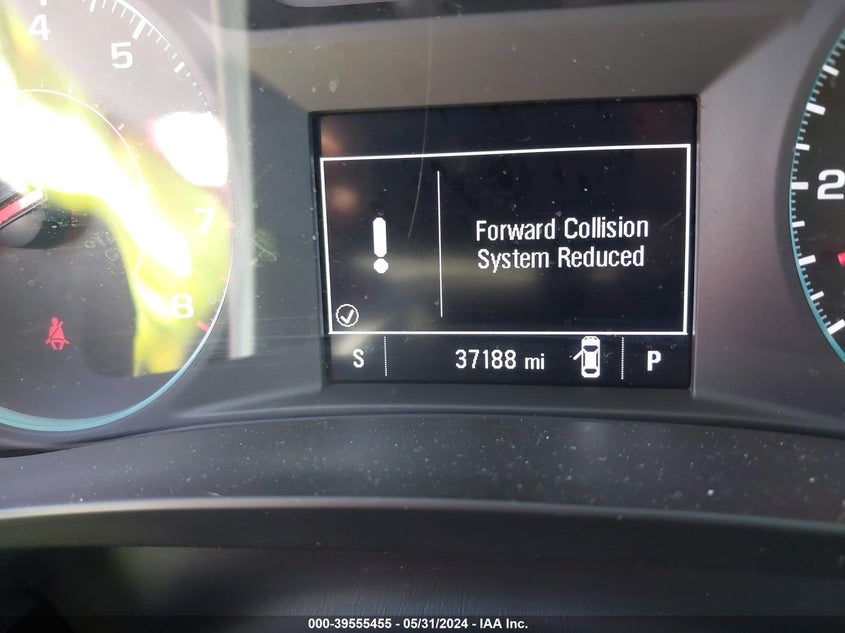 4
5
7
8
2
Forward Collision
System Reduced
S 37188 mi P
000-39555455 - 05/31/2024 - IAA Inc.